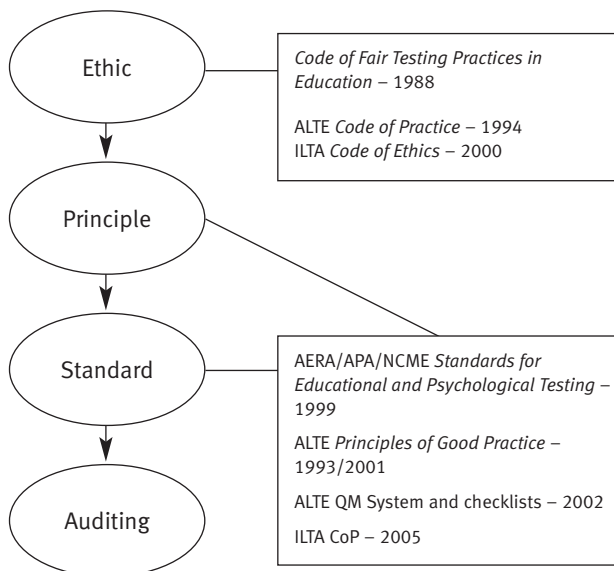 Ethic
Code of Fair Testing Practices in
Education – 1988
ALTE Code of Practice – 1994
ILTA Code of Ethics – 2000
Principle
Standard
AERA/APA/NCME Standards for
Educational and Psychological Testing –
1999
ALTE Principles of Good Practice –
1993/2001
ALTE QM System and checklists – 2002
ILTA CoP – 2005
Auditing